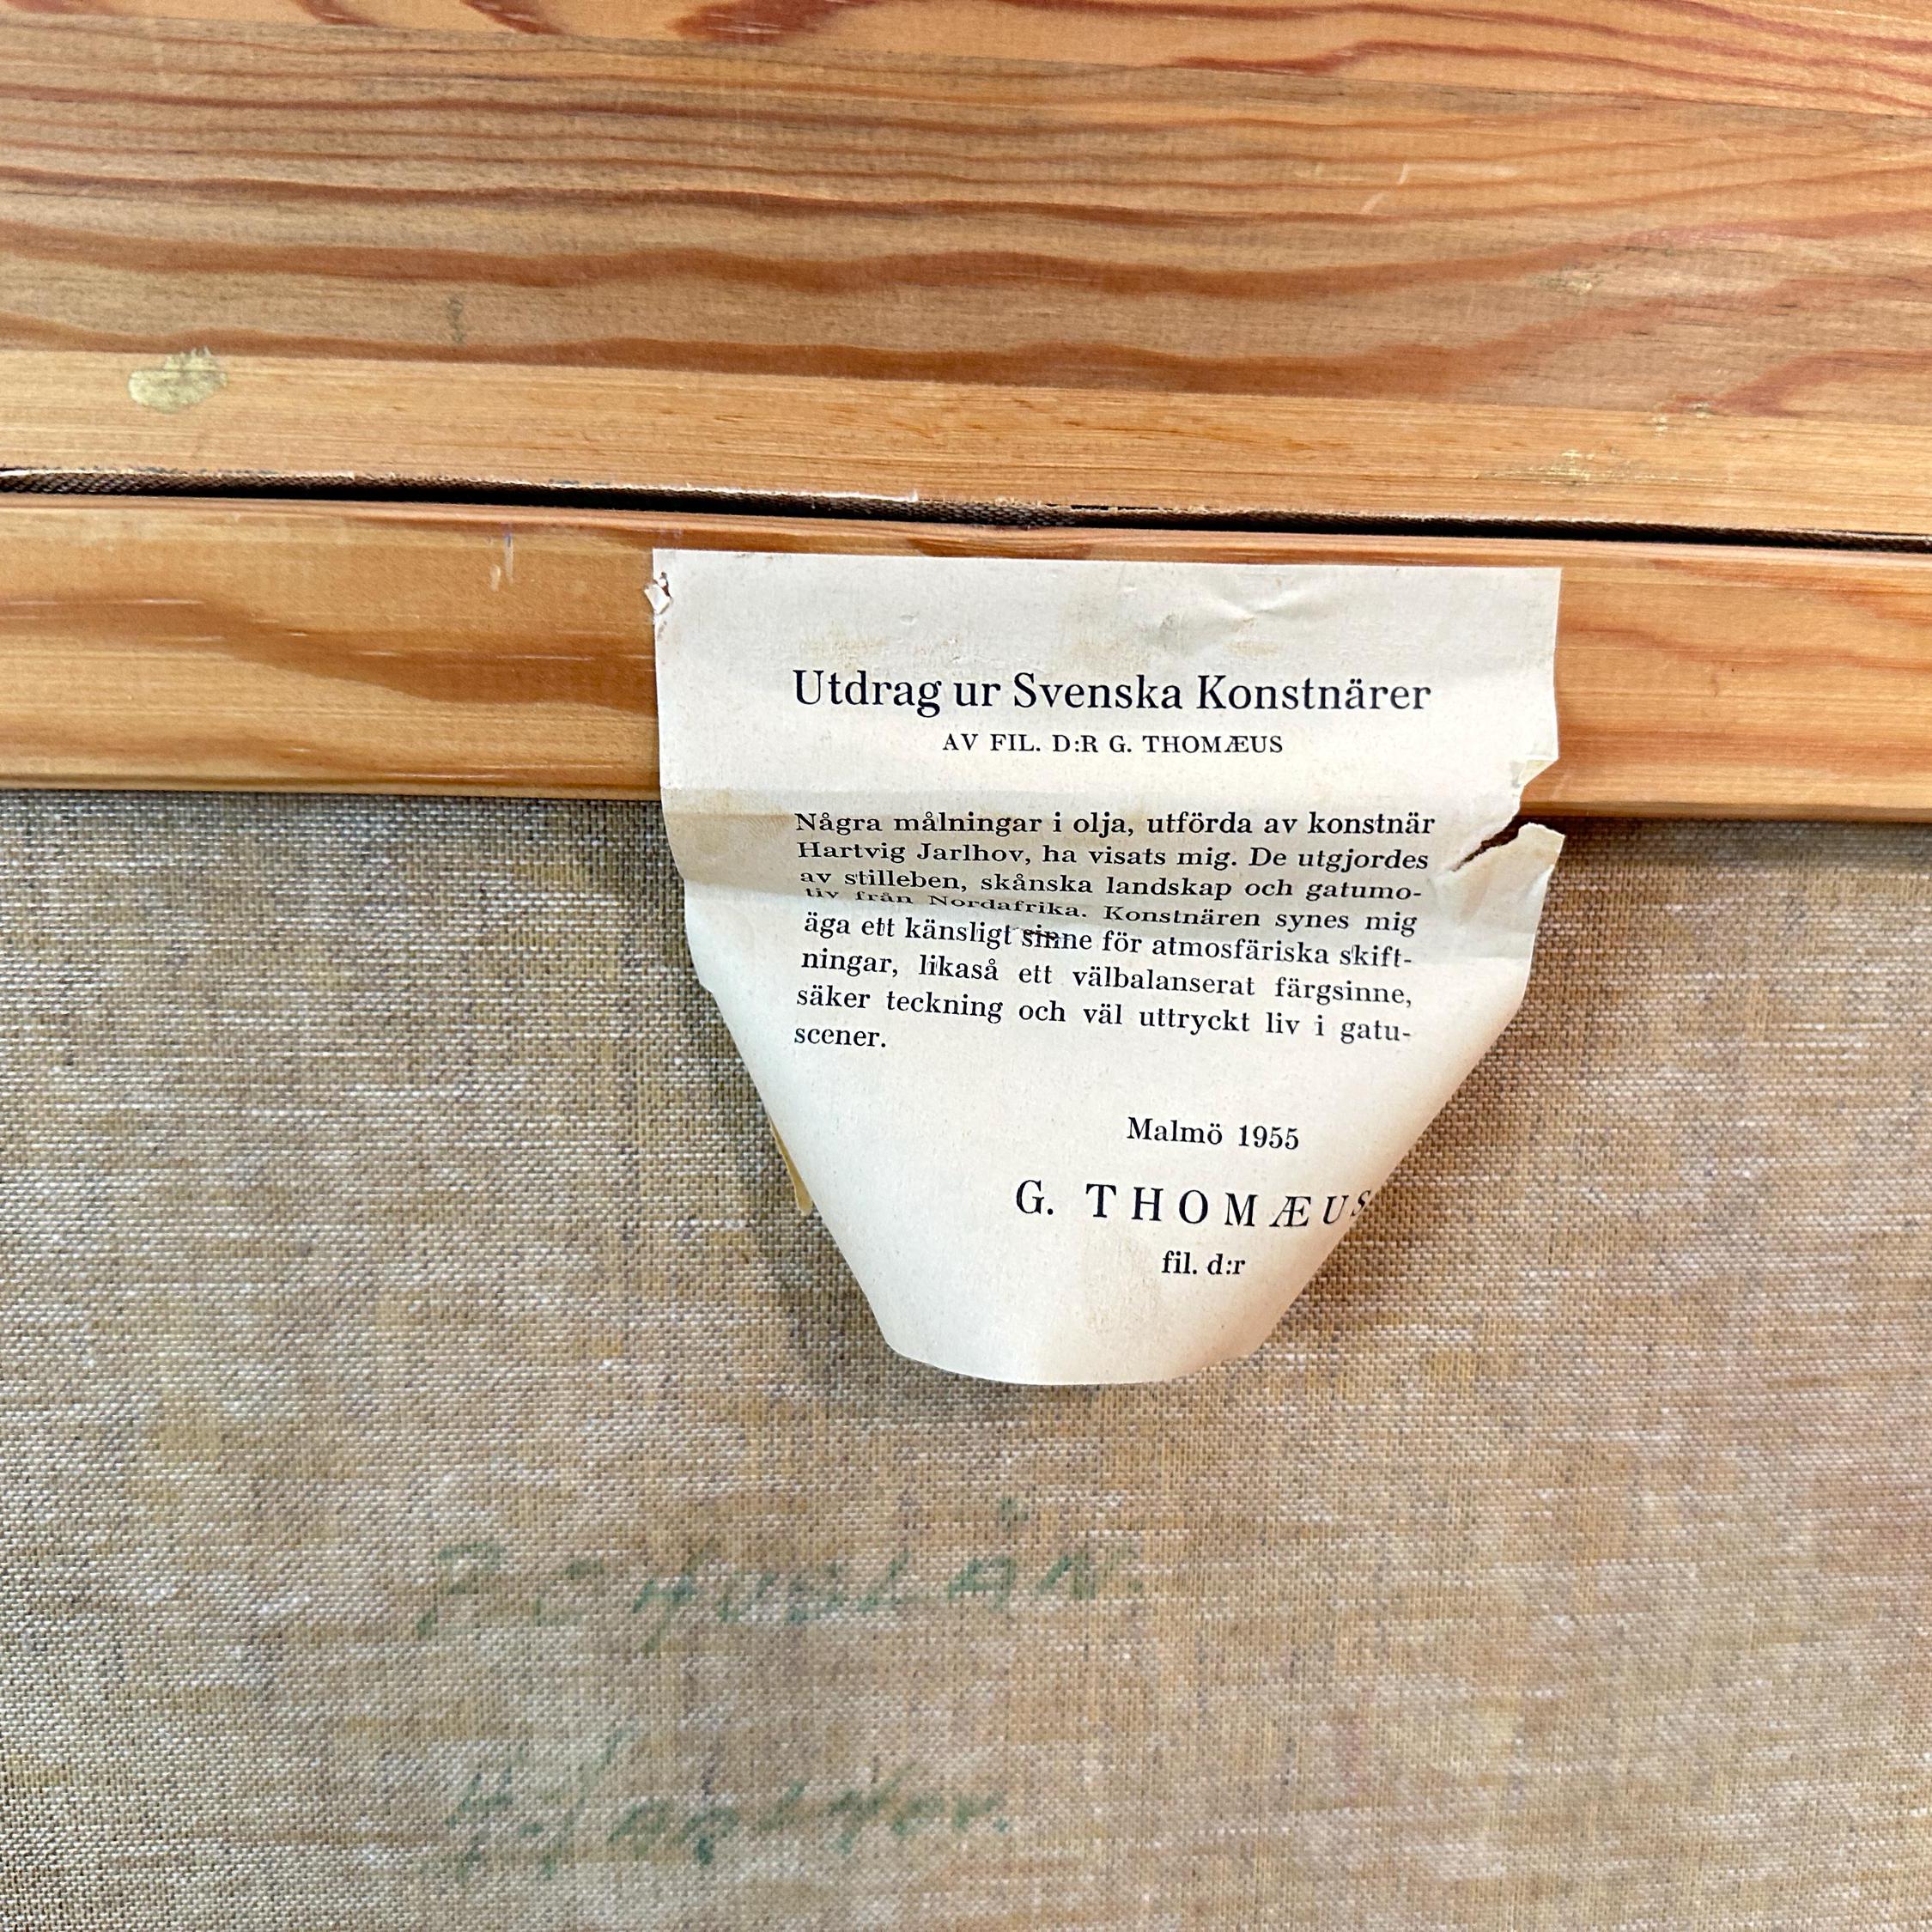 Utdrag ur Svenska Konstnärer
AV FIL. D:R G. THOMÆUS
Några målningar i olja, utförda av konstnär
Hartvig Jarlhov, ha visats mig. De utgjordes
av stilleben, skånska landskap och gatumo-
tiv från Nordafrika. Konstnären synes mig
äga ett känsligt sinne för atmosfäriska skift-
ningar, likaså ett välbalanserat färgsinne,
säker teckning och väl uttryckt liv i gatu-
scener.
Malmö 1955
G. THOMÆUS
fil. d:r